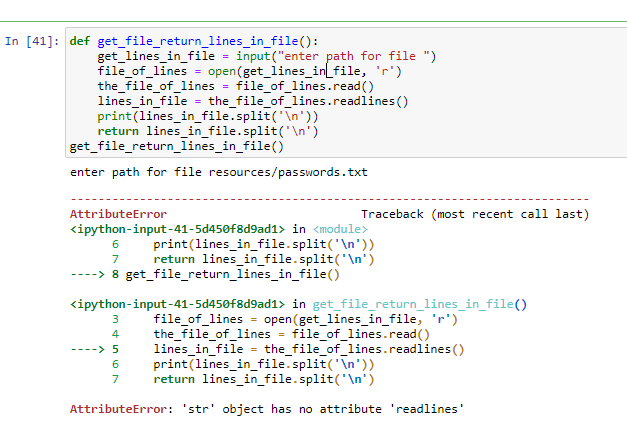 In [41]: def get_file_return_lines_in_file():
    get_lines_in_file = input("enter path for file ")
    file_of_lines = open(get_lines_in_file, 'r')
    the_file_of_lines = file_of_lines.read()
    lines_in_file = the_file_of_lines.readlines()
    print(lines_in_file.split('\n'))
    return lines_in_file.split('\n')
get_file_return_lines_in_file()
enter path for file resources/passwords.txt
---------------------------------------------------------------------------
AttributeError                            Traceback (most recent call last)
<ipython-input-41-5d450f8d9ad1> in <module>
      6     print(lines_in_file.split('\n'))
      7     return lines_in_file.split('\n')
----> 8 get_file_return_lines_in_file()
<ipython-input-41-5d450f8d9ad1> in get_file_return_lines_in_file()
      3     file_of_lines = open(get_lines_in_file, 'r')
      4     the_file_of_lines = file_of_lines.read()
----> 5     lines_in_file = the_file_of_lines.readlines()
      6     print(lines_in_file.split('\n'))
      7     return lines_in_file.split('\n')
AttributeError: 'str' object has no attribute 'readlines'